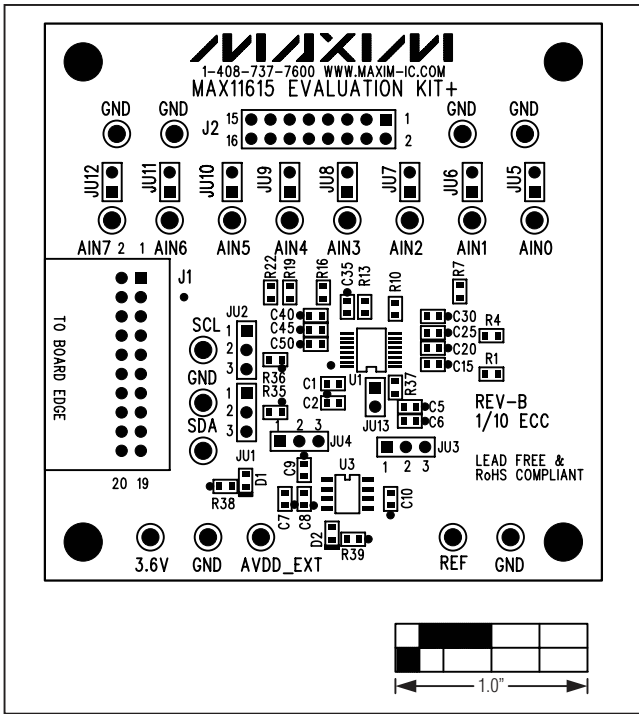 MAXIM
1-408-737-7600 WWW.MAXIM-IC.COM
MAX11615 EVALUATION KIT+
GND
GND
J2
15
16
1
2
GND
GND
JU12
JU11
JU10
JU9
JU8
JU7
JU6
JU5
AIN7
AIN6
AIN5
AIN4
AIN3
AIN2
AIN1
AIN0
2 1
J1
TO BOARD EDGE
20 19
R22
R19
R16
C35
R13
R10
R7
SCL
JU2
1
2
3
C40
C45
C50
C30
C25
C20
C15
R4
R1
GND
R36
R35
U1
C1
C2
R37
JU13
C5
C6
REV-B
1/10 ECC
SDA
1
2
3
JU1
1 2 3
JU4
JU3
1 2 3
LEAD FREE &
RoHS COMPLIANT
D1
R38
C9
U3
C7
C8
C10
D2
R39
3.6V
GND
AVDD_EXT
REF
GND
1.0"